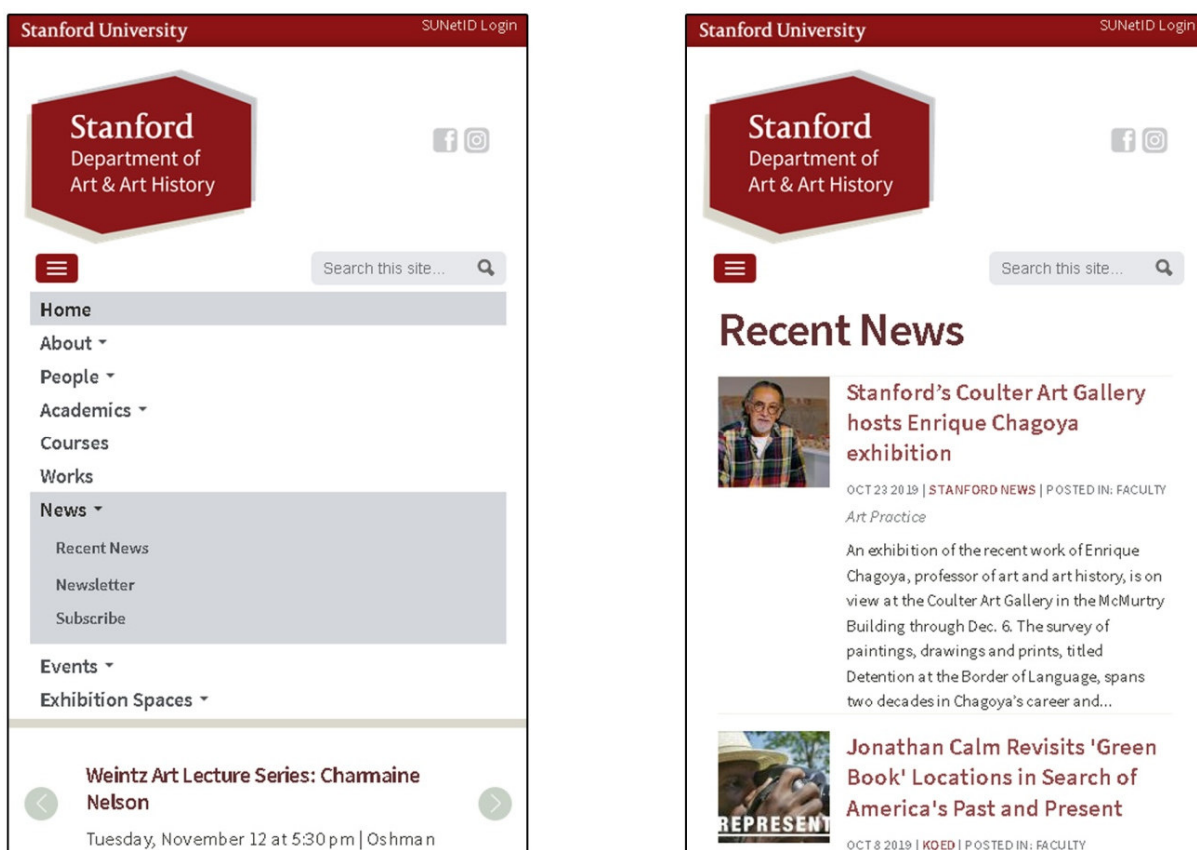 Stanford University
SUNetID Login
Stanford
Department of
Art & Art History
Search this site...
Home
About
People
Academics
Courses
Works
News
Recent News
Newsletter
Subscribe
Events
Exhibition Spaces
Weintz Art Lecture Series: Charmaine
Nelson
Tuesday, November 12 at 5:30 pm | Oshman
Stanford University
SUNetID Login
Stanford
Department of
Art & Art History
Search this site...
Recent News
Stanford's Coulter Art Gallery
hosts Enrique Chagoya
exhibition
OCT 23 2019 | STANFORD NEWS | POSTED IN: FACULTY
Art Practice
An exhibition of the recent work of Enrique
Chagoya, professor of art and art history, is on
view at the Coulter Art Gallery in the McMurtry
Building through Dec. 6. The survey of
paintings, drawings and prints, titled
Detention at the Border of Language, spans
two decades in Chagoya's career and...
REPRESENT
Jonathan Calm Revisits 'Green
Book' Locations in Search of
America's Past and Present
OCT 8 2019 | KQED | POSTED IN: FACULTY